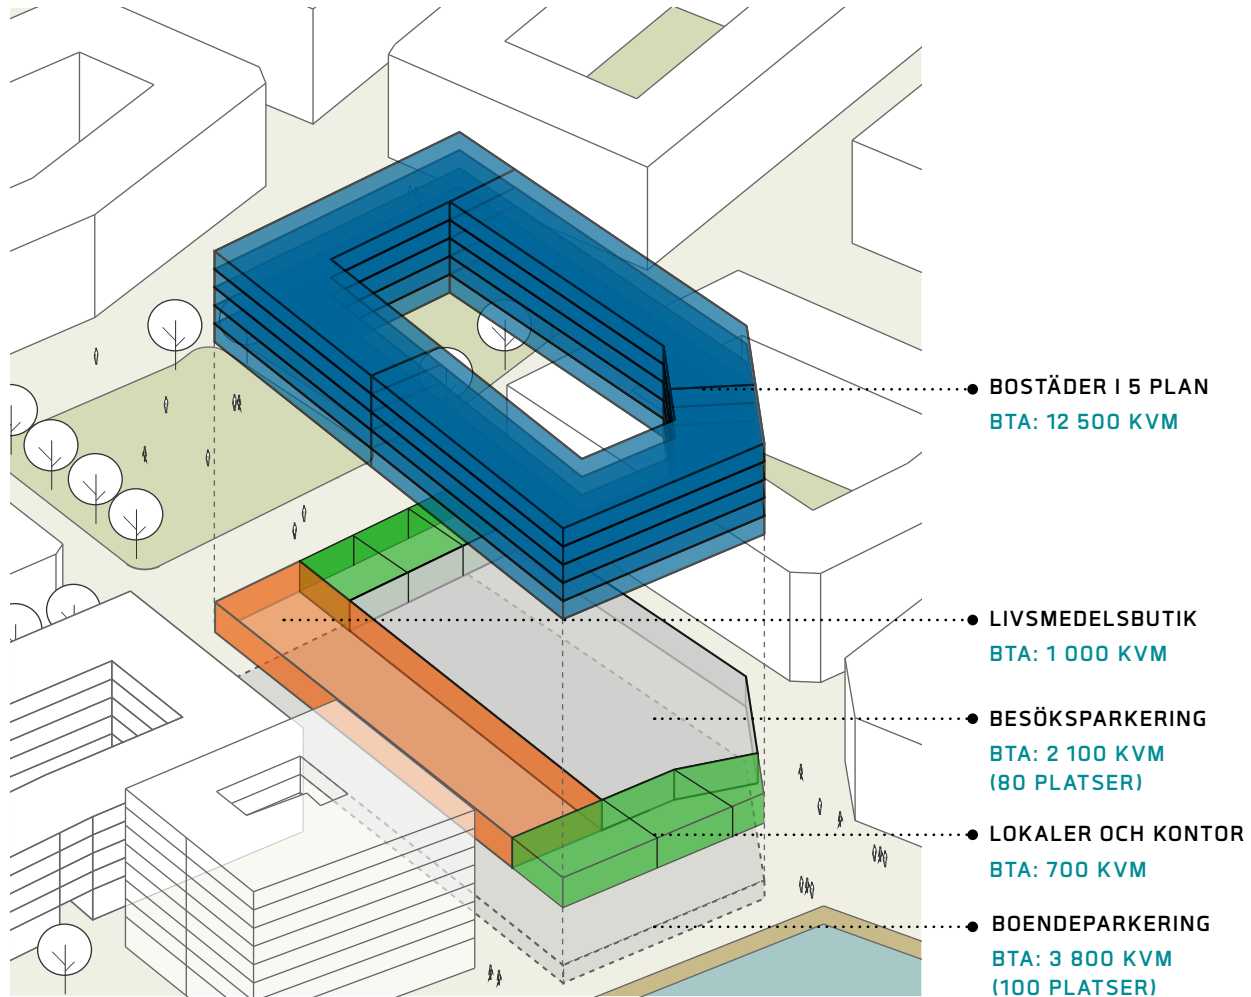 BOSTÄDER I 5 PLAN
BTA: 12 500 KVM
LIVSMEDELSBUTIK
BTA: 1 000 KVM
BESÖKSPARKERING
BTA: 2 100 KVM
(80 PLATSER)
LOKALER OCH KONTOR
BTA: 700 KVM
BOENDEPARKERING
BTA: 3 800 KVM
(100 PLATSER)